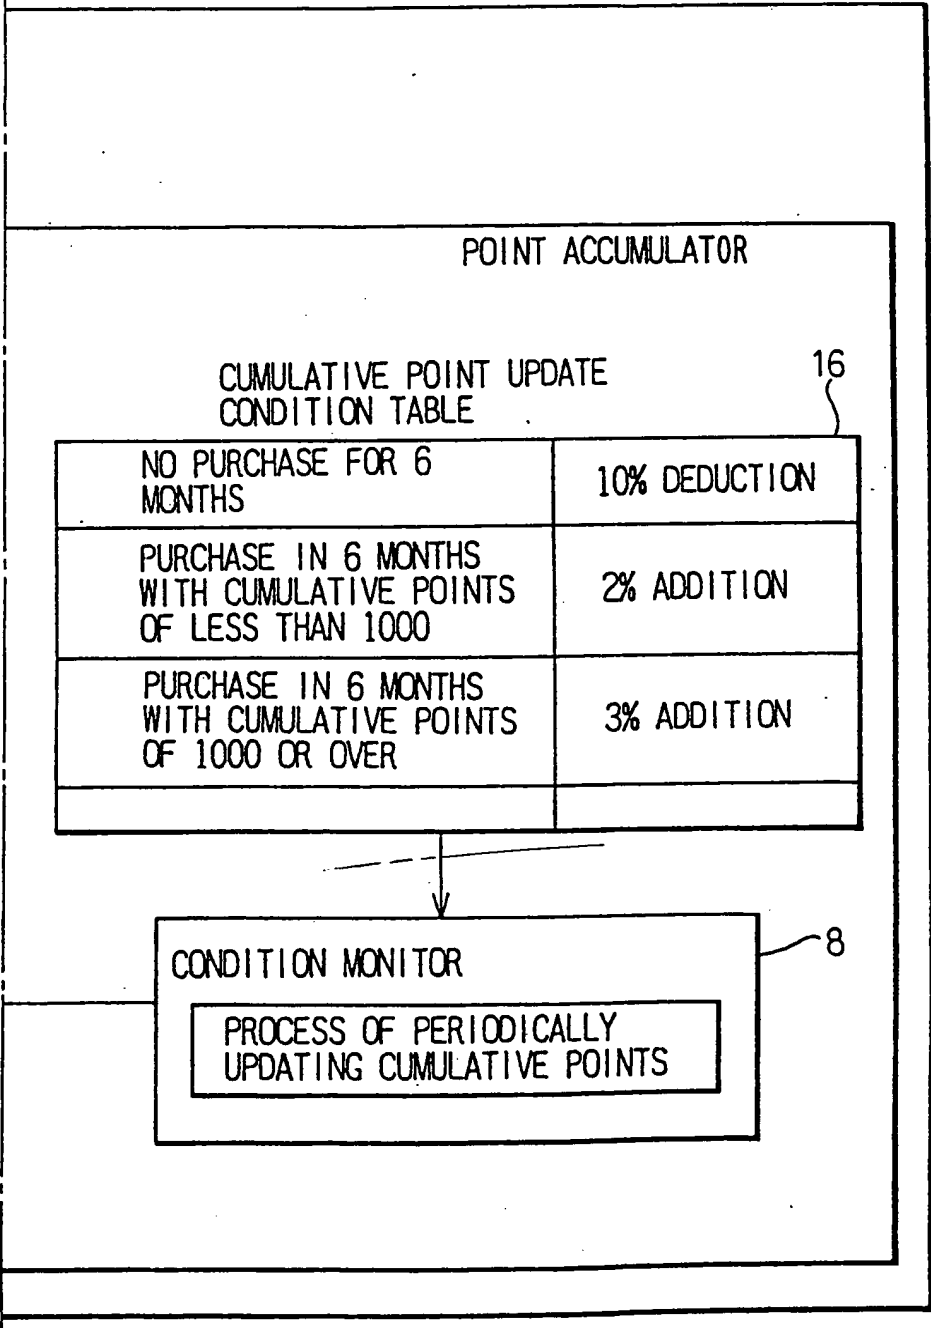 POINT ACCUMULATOR
CUMULATIVE POINT UPDATE
CONDITION TABLE
16
NO PURCHASE FOR 6
MONTHS
10% DEDUCTION
PURCHASE IN 6 MONTHS
WITH CUMULATIVE POINTS
OF LESS THAN 1000
2% ADDITION
PURCHASE IN 6 MONTHS
WITH CUMULATIVE POINTS
OF 1000 OR OVER
3% ADDITION
CONDITION MONITOR
8
PROCESS OF PERIODICALLY
UPDATING CUMULATIVE POINTS